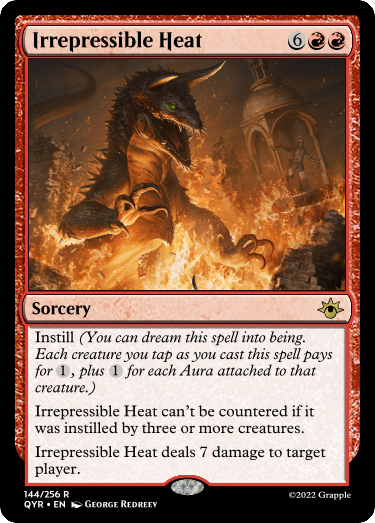 Irrepressible Heat 6
Sorcery
Instill (You can dream this spell into being.
Each creature you tap as you cast this spell pays
for 1, plus 1 for each Aura attached to that
creature.)
Irrepressible Heat can't be countered if it
was instilled by three or more creatures.
Irrepressible Heat deals 7 damage to target
player.
144/256 R
QYR • EN George Redreey
©2022 Grapple